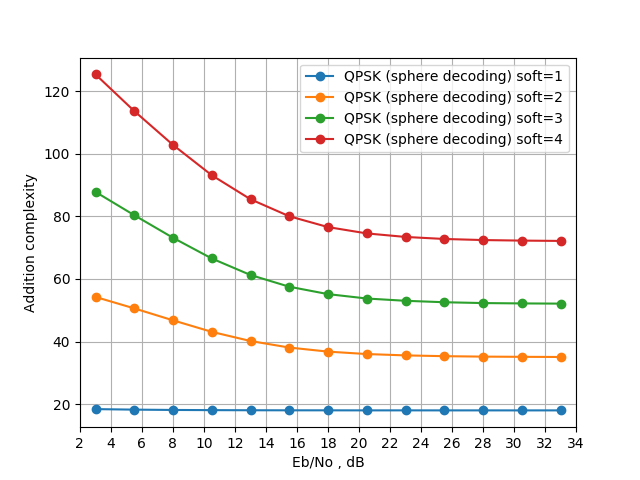 QPSK (sphere decoding) soft=1
QPSK (sphere decoding) soft=2
QPSK (sphere decoding) soft=3
QPSK (sphere decoding) soft=4
Addition complexity
120
100
80
60
40
20
2 4 6 8 10 12 14 16 18 20 22 24 26 28 30 32 34
Eb/No , dB